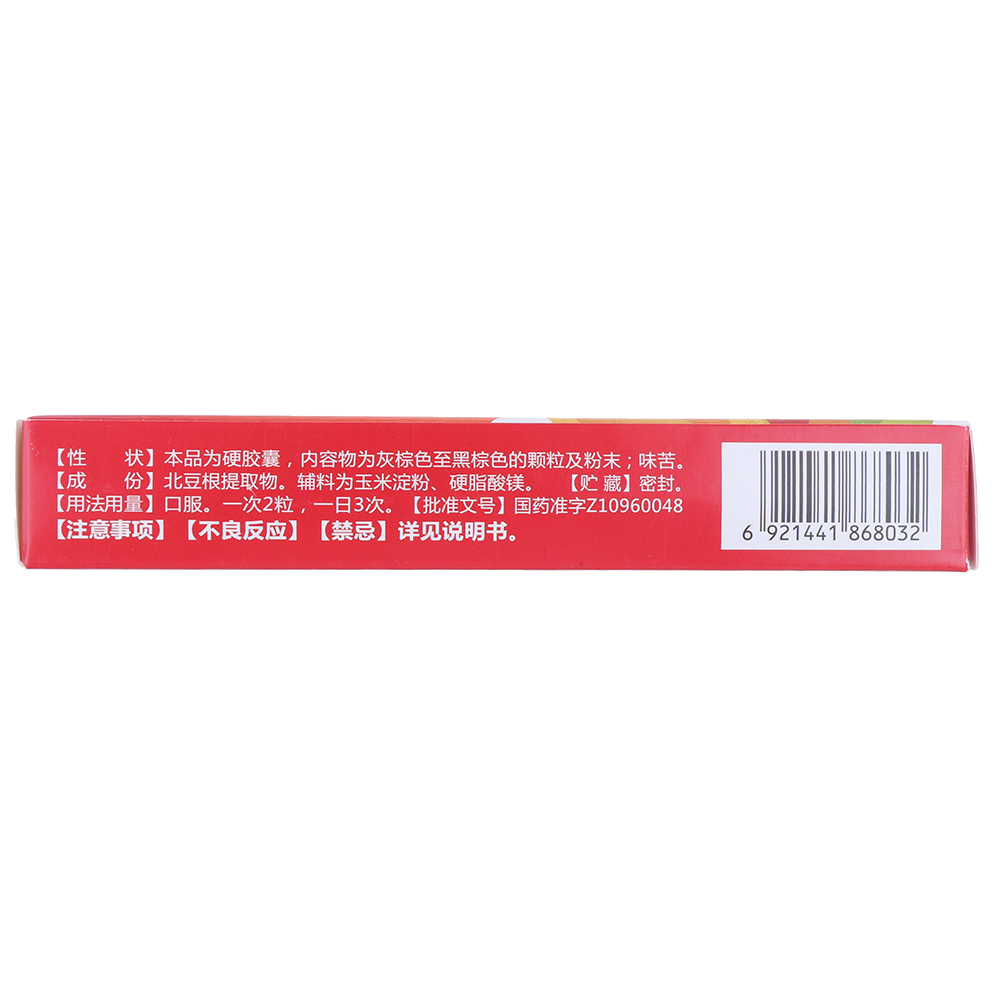 【性　　状】本品为硬胶囊，内容物为灰棕色至黑棕色的颗粒及粉末；味苦。
【成　　份】北豆根提取物。辅料为玉米淀粉、硬脂酸镁。　【贮 藏】密封。
【用法用量】口服。一次2粒，一日3次。【批准文号】国药准字Z10960048
【注意事项】【不良反应】【禁忌】详见说明书。
6 921441 868032